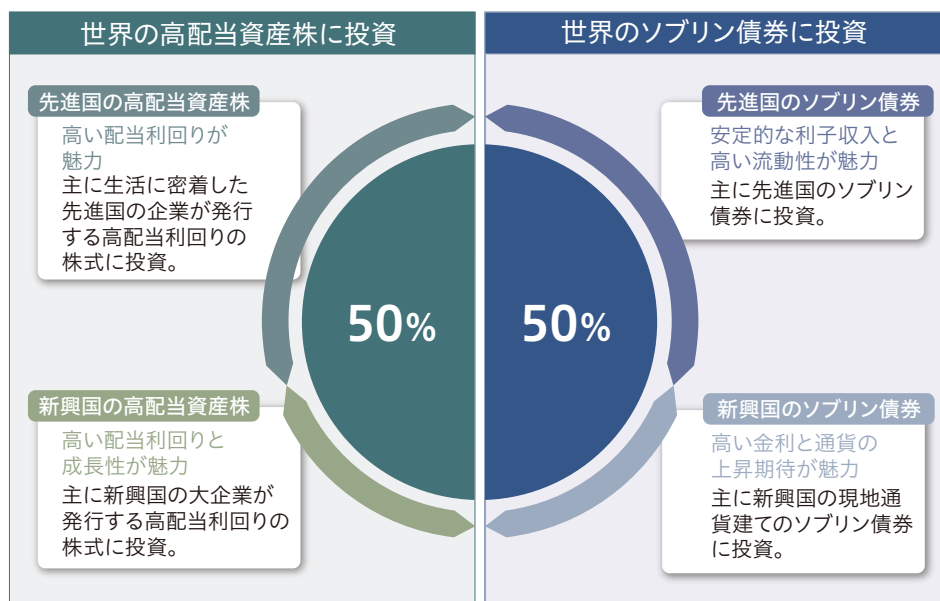 世界の高配当資産株に投資
先進国の高配当資産株
高い配当利回りが
魅力
主に生活に密着した
先進国の企業が発行
する高配当利回りの
株式に投資。
50%
新興国の高配当資産株
高い配当利回りと
成長性が魅力
主に新興国の大企業が
発行する高配当利回りの
株式に投資。
世界のソブリン債券に投資
先進国のソブリン債券
安定的な利子収入と
高い流動性が魅力
主に先進国のソブリン
債券に投資。
50%
新興国のソブリン債券
高い金利と通貨の
上昇期待が魅力
主に新興国の現地通
貨建てのソブリン債券
に投資。